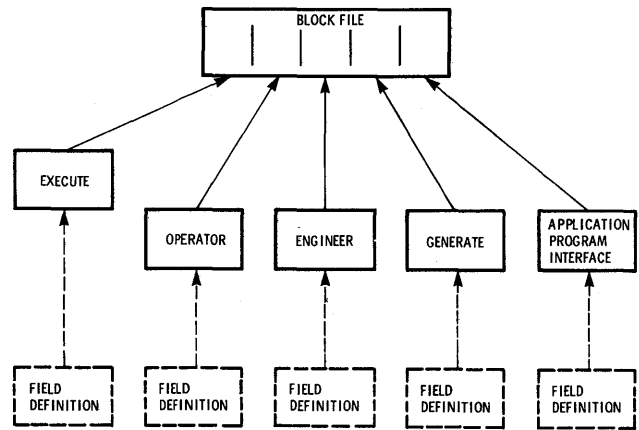 BLOCK FILE
EXECUTE
OPERATOR
ENGINEER
GENERATE
APPLICATION
PROGRAM
INTERFACE
FIELD
DEFINITION
FIELD
DEFINITION
FIELD
DEFINITION
FIELD
DEFINITION
FIELD
DEFINITION